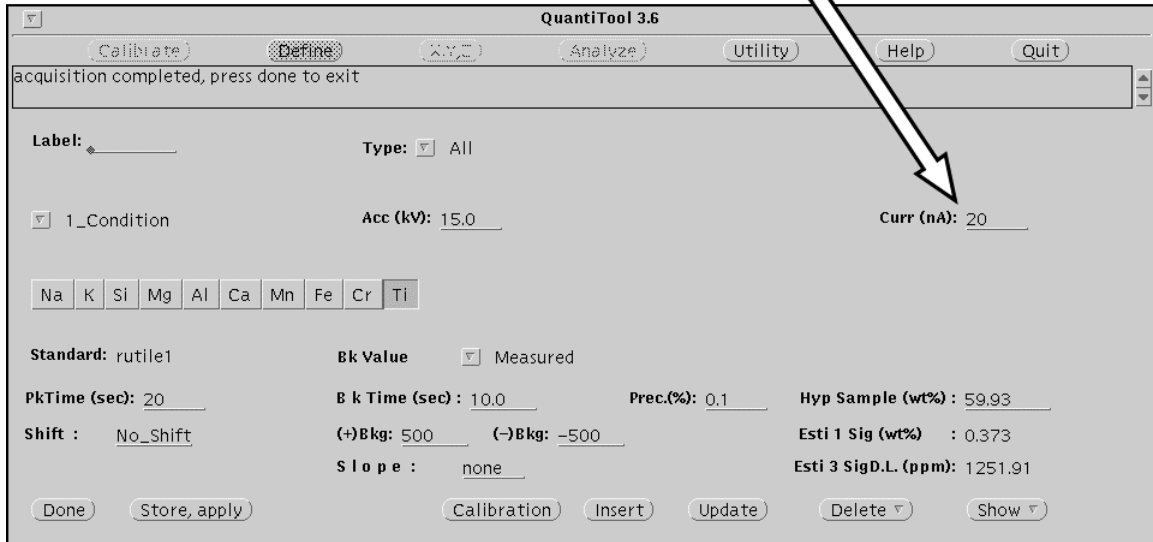 QuantiTool 3.6
Calibrate Define X,Y,Z Analyze Utility Help Quit
acquisition completed, press done to exit
Label: Type: All
1_Condition Acc (kV): 15.0 Curr (nA): 20
Na K Si Mg Al Ca Mn Fe Cr Ti
Standard: rutile1 Bk Value Measured
PkTime (sec): 20 B k Time (sec) : 10.0 Prec.(%): 0.1 Hyp Sample (wt%) : 59.93
Shift : No_Shift (+)Bkg: 500 (-)Bkg: -500 Esti 1 Sig (wt%) : 0.373
S l o p e : none Esti 3 SigD.L. (ppm): 1251.91
Done Store, apply Calibration Insert Update Delete Show